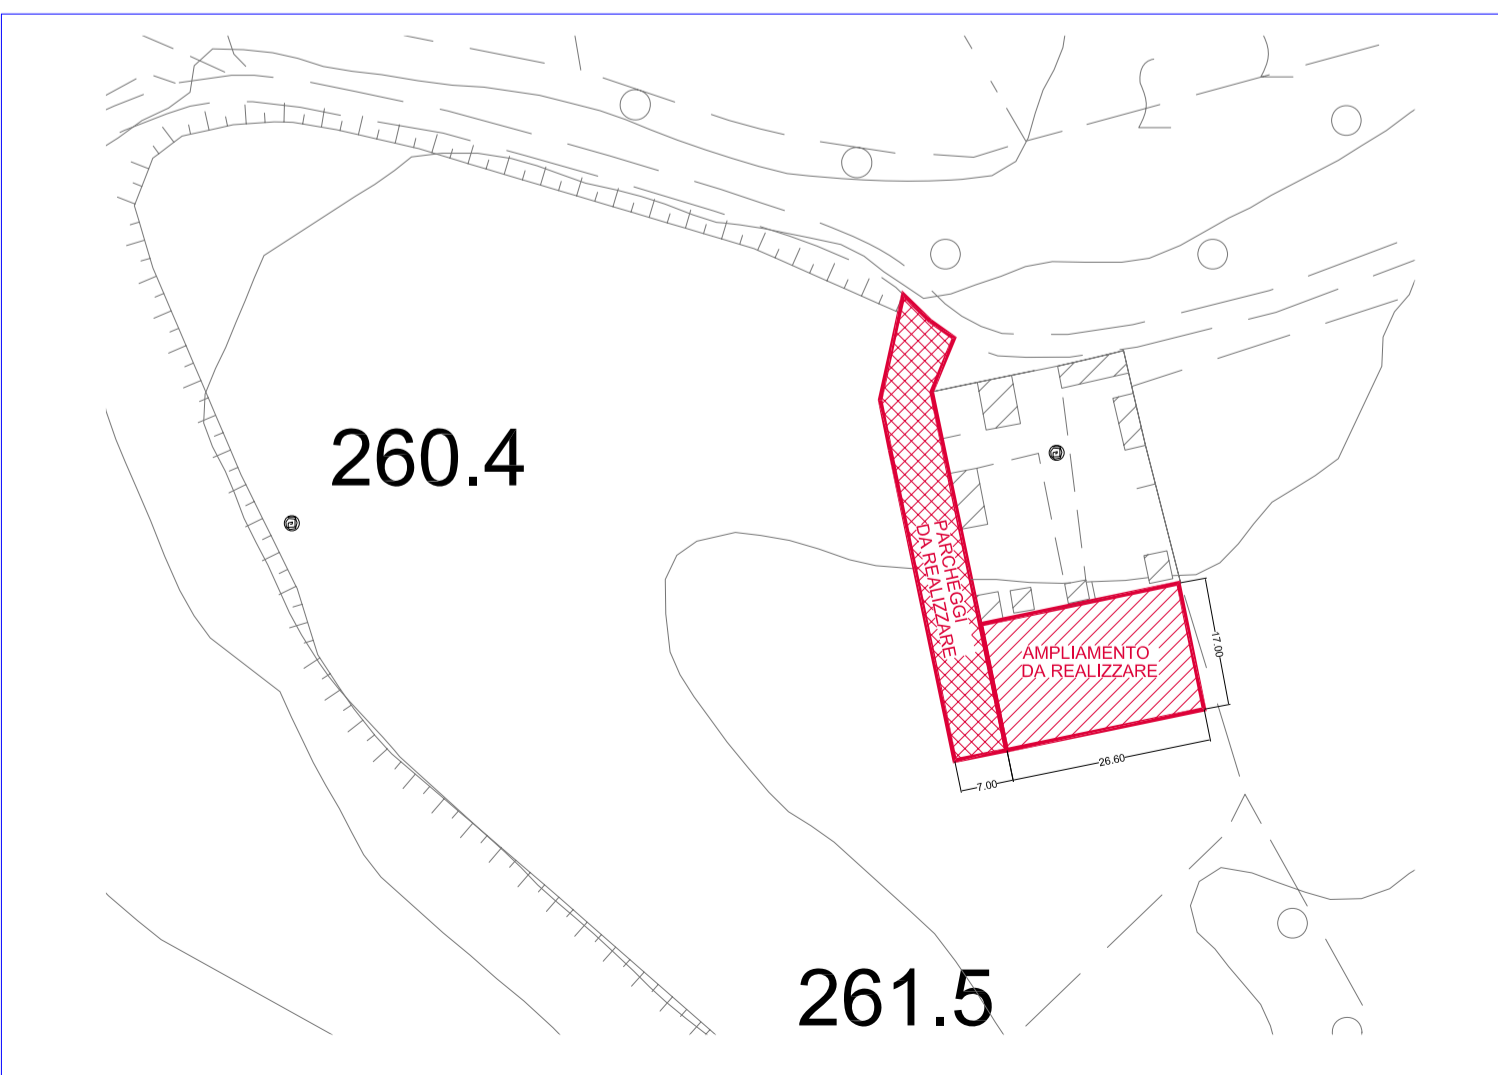 260.4
PARCHEGGI
DA REALIZZARE
AMPLIAMENTO
DA REALIZZARE
17.00
26.60
7.00
261.5